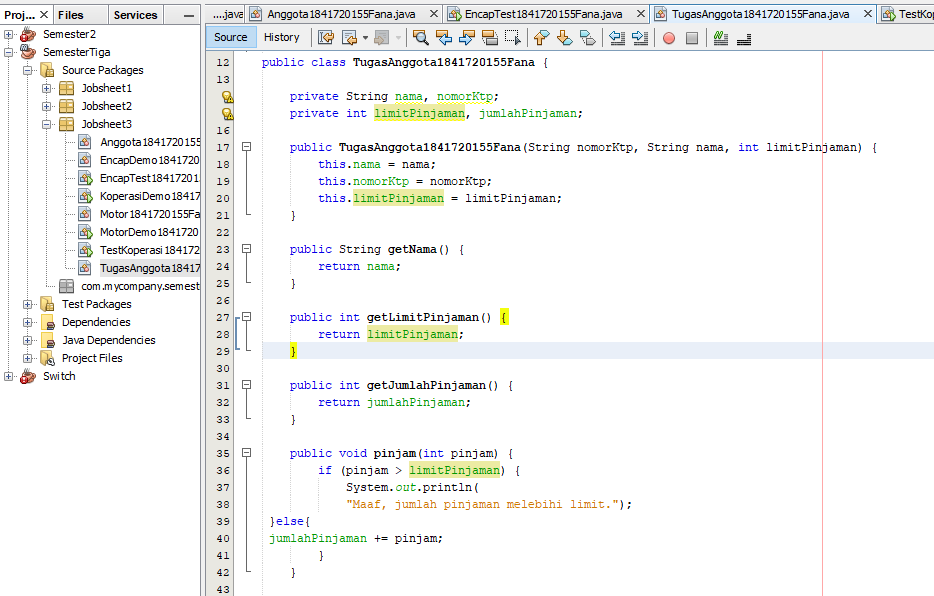 Proj... × Files Services —
....java Anggota1841720155Fana.java × EncapTest1841720155Fana.java × TugasAnggota1841720155Fana.java × TestKop
Source History
Semester2
SemesterTiga
Source Packages
Jobsheet1
Jobsheet2
Jobsheet3
Anggota184172015
EncapDemo1841720
EncapTest1841720
KoperasiDemo18417
Motor1841720155Fa
MotorDemo1841720
TestKoperasi184172
TugasAnggota18417
com.mycompany.semest
Test Packages
Dependencies
Java Dependencies
Project Files
Switch
12 public class TugasAnggota1841720155Fana {
13
private String nama, nomorKtp;
private int limitPinjaman, jumlahPinjaman;
16
17 public TugasAnggota1841720155Fana(String nomorKtp, String nama, int limitPinjaman) {
18 this.nama = nama;
19 this.nomorKtp = nomorKtp;
20 this.limitPinjaman = limitPinjaman;
21 }
22
23 public String getNama() {
24 return nama;
25 }
26
27 public int getLimitPinjaman() {
28 return limitPinjaman;
29 }
30
31 public int getJumlahPinjaman() {
32 return jumlahPinjaman;
33 }
34
35 public void pinjam(int pinjam) {
36 if (pinjam > limitPinjaman) {
37 System.out.println(
38 "Maaf, jumlah pinjaman melebihi limit.");
39 }else{
40 jumlahPinjaman += pinjam;
41 }
42 }
43